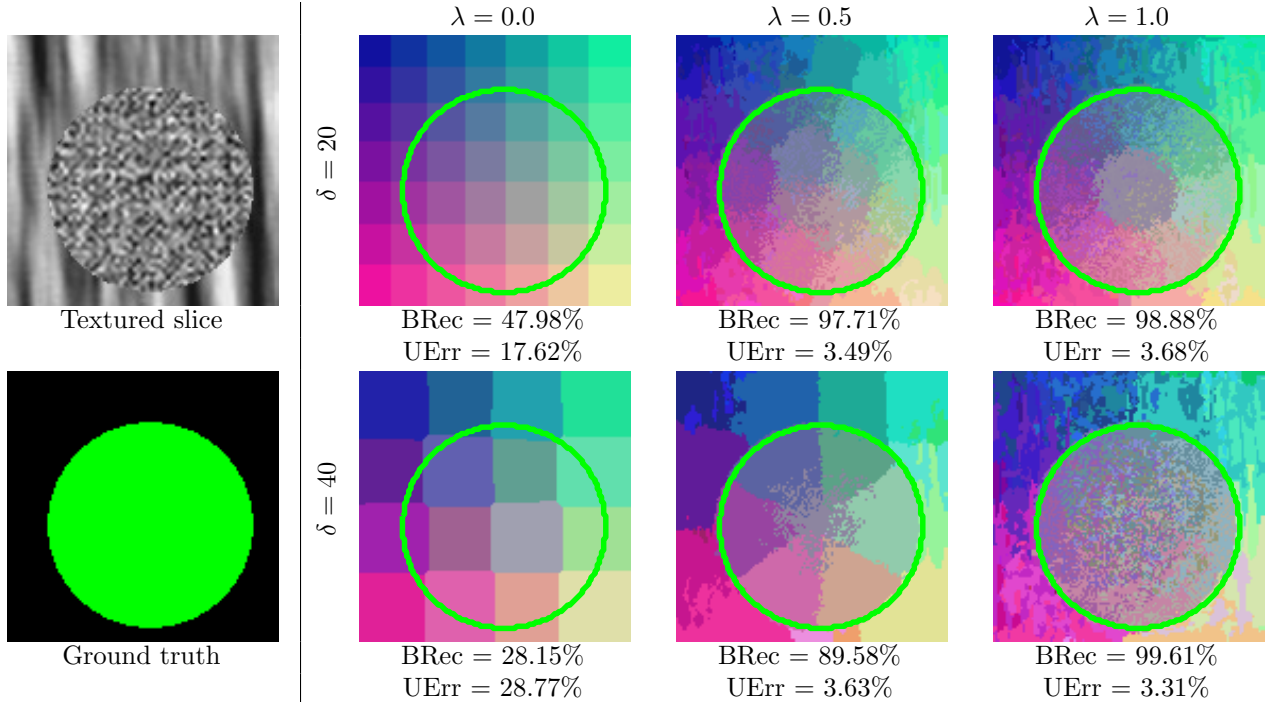 λ = 0.0
λ = 0.5
λ = 1.0
Textured slice
δ = 20
BRec = 47.98%
UErr = 17.62%
BRec = 97.71%
UErr = 3.49%
BRec = 98.88%
UErr = 3.68%
Ground truth
δ = 40
BRec = 28.15%
UErr = 28.77%
BRec = 89.58%
UErr = 3.63%
BRec = 99.61%
UErr = 3.31%